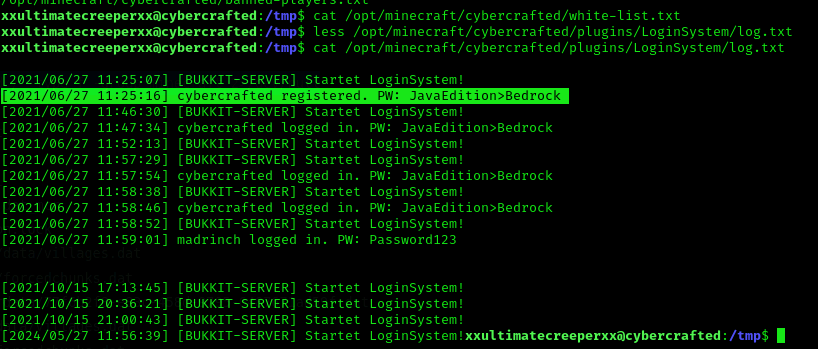 /opt/minecraft/cybercrafted/banned-players.txt
xxultimatecreeperxx@cybercrafted:/tmp$ cat /opt/minecraft/cybercrafted/white-list.txt
xxultimatecreeperxx@cybercrafted:/tmp$ less /opt/minecraft/cybercrafted/plugins/LoginSystem/log.txt
xxultimatecreeperxx@cybercrafted:/tmp$ cat /opt/minecraft/cybercrafted/plugins/LoginSystem/log.txt
[2021/06/27 11:25:07] [BUKKIT-SERVER] Startet LoginSystem!
[2021/06/27 11:25:16] cybercrafted registered. PW: JavaEdition>Bedrock
[2021/06/27 11:46:30] [BUKKIT-SERVER] Startet LoginSystem!
[2021/06/27 11:47:34] cybercrafted logged in. PW: JavaEdition>Bedrock
[2021/06/27 11:52:13] [BUKKIT-SERVER] Startet LoginSystem!
[2021/06/27 11:57:29] [BUKKIT-SERVER] Startet LoginSystem!
[2021/06/27 11:57:54] cybercrafted logged in. PW: JavaEdition>Bedrock
[2021/06/27 11:58:38] [BUKKIT-SERVER] Startet LoginSystem!
[2021/06/27 11:58:46] cybercrafted logged in. PW: JavaEdition>Bedrock
[2021/06/27 11:58:52] [BUKKIT-SERVER] Startet LoginSystem!
[2021/06/27 11:59:01] madrinch logged in. PW: Password123
[2021/10/15 17:13:45] [BUKKIT-SERVER] Startet LoginSystem!
[2021/10/15 20:36:21] [BUKKIT-SERVER] Startet LoginSystem!
[2021/10/15 21:00:43] [BUKKIT-SERVER] Startet LoginSystem!
[2024/05/27 11:56:39] [BUKKIT-SERVER] Startet LoginSystem!xxultimatecreeperxx@cybercrafted:/tmp$